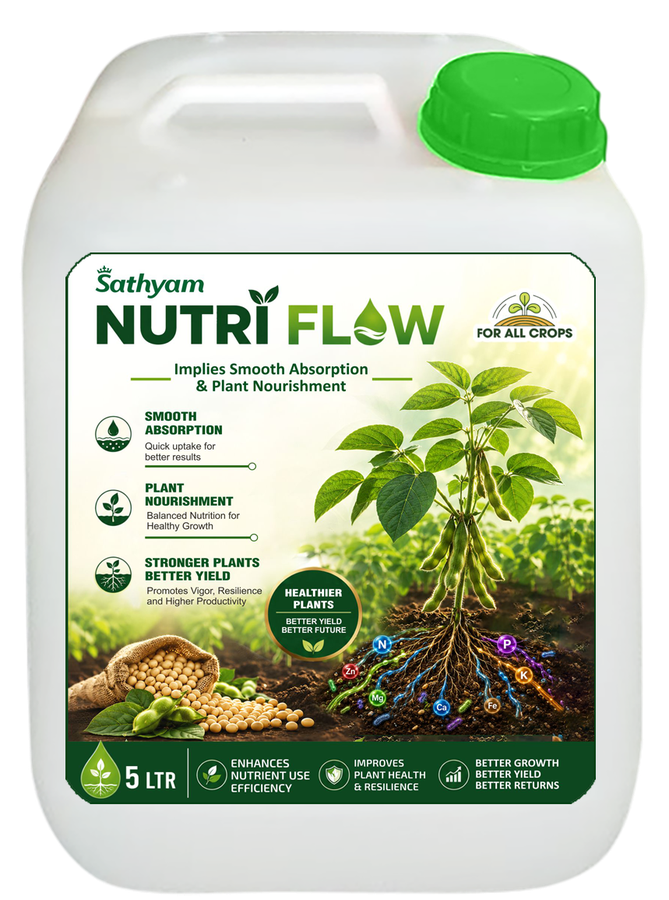 Sathyam
NUTRI FLOW
FOR ALL CROPS
Implies Smooth Absorption
& Plant Nourishment
SMOOTH
ABSORPTION
Quick uptake for
better results
PLANT
NOURISHMENT
Balanced Nutrition for
Healthy Growth
STRONGER PLANTS
BETTER YIELD
Promotes Vigor, Resilience
and Higher Productivity
HEALTHIER
PLANTS
BETTER YIELD
BETTER FUTURE
N
P
Zn
K
Mg
Ca
Fe
5 LTR
ENHANCES
NUTRIENT USE
EFFICIENCY
IMPROVES
PLANT HEALTH
& RESILIENCE
BETTER GROWTH
BETTER YIELD
BETTER RETURNS